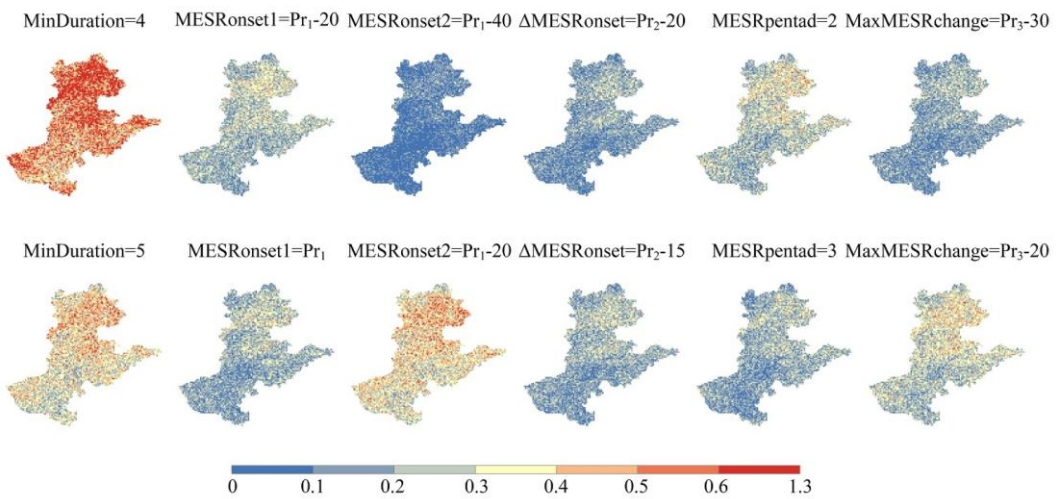 MinDuration=4 MESRonset1=Pr₁-20 MESRonset2=Pr₁-40 ΔMESRonset=Pr₂-20 MESRpentad=2 MaxMESRchange=Pr₃-30
MinDuration=5 MESRonset1=Pr₁ MESRonset2=Pr₁-20 ΔMESRonset=Pr₂-15 MESRpentad=3 MaxMESRchange=Pr₃-20
0 0.1 0.2 0.3 0.4 0.5 0.6 1.3